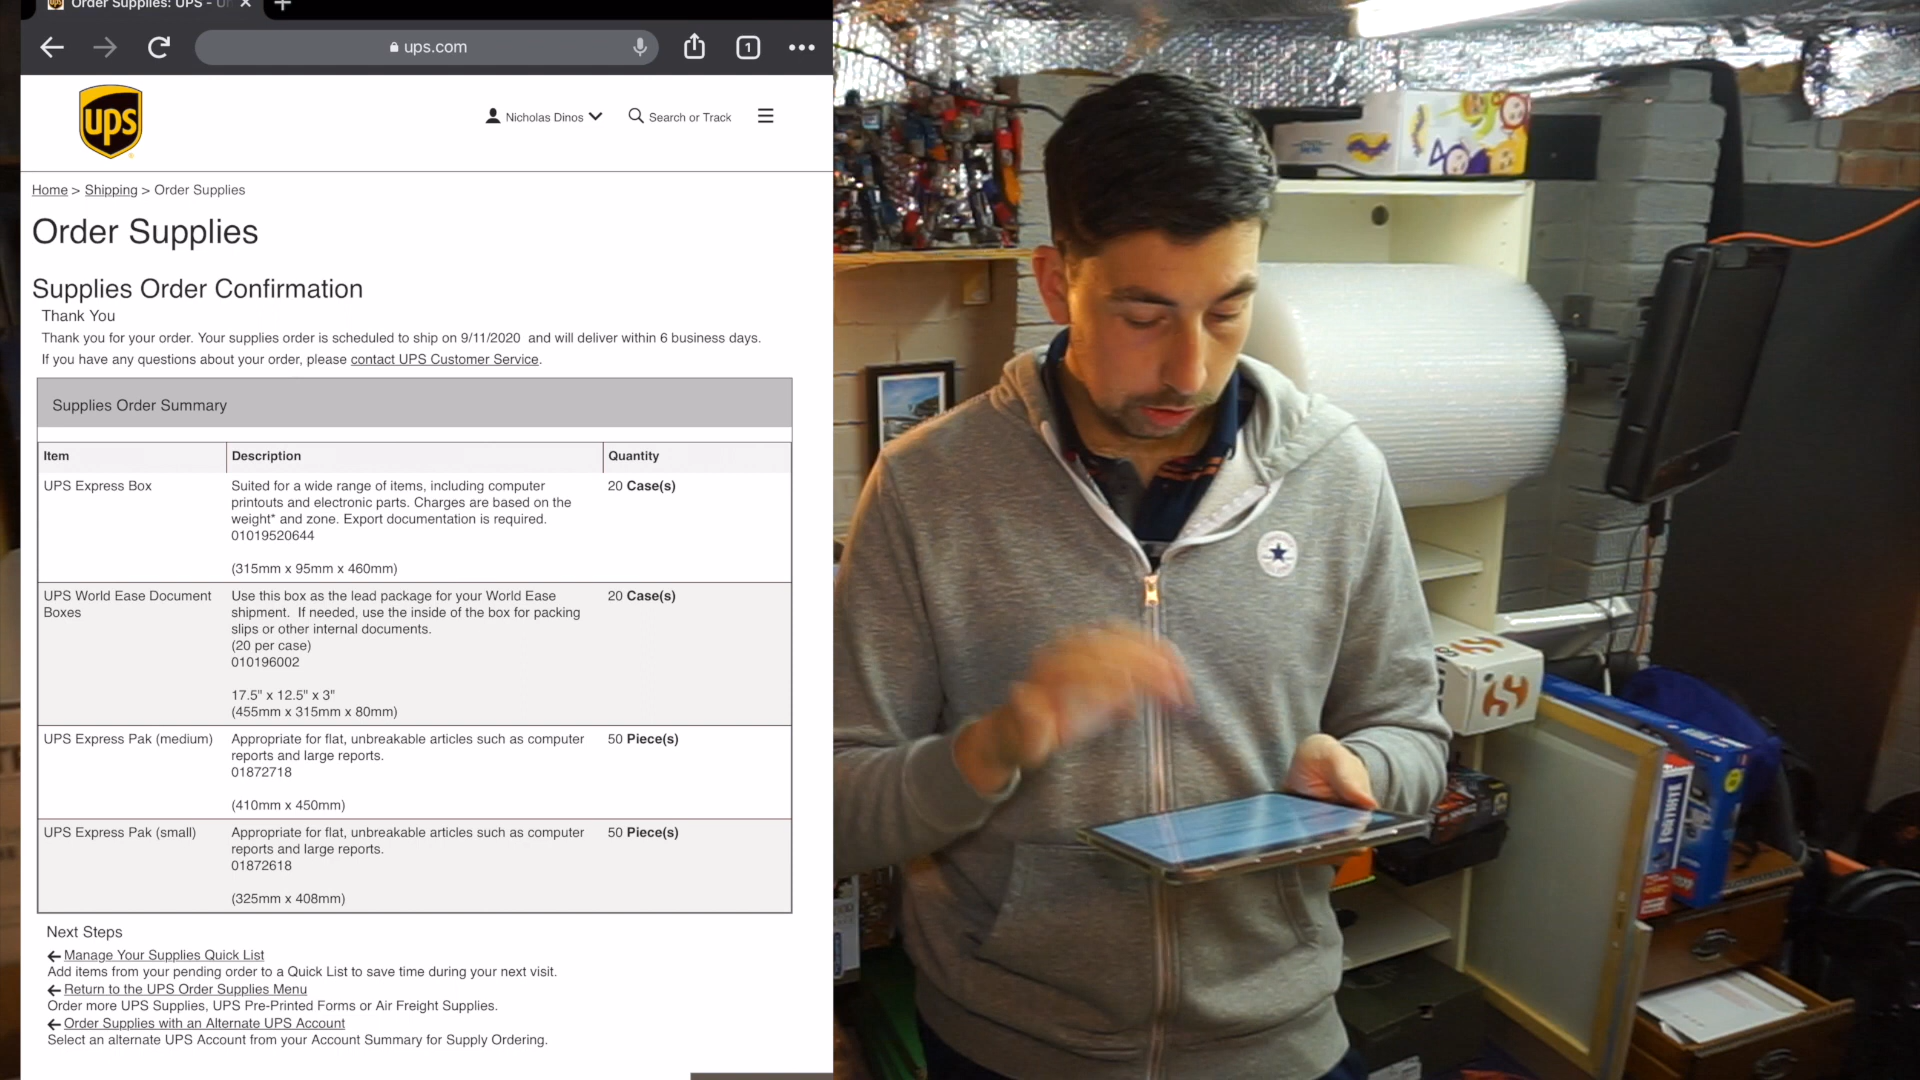 Order Supplies: UPS - Un
ups.com
1
ups
Nicholas Dinos
Search or Track
Home > Shipping > Order Supplies
Order Supplies
Supplies Order Confirmation
Thank You
Thank you for your order. Your supplies order is scheduled to ship on 9/11/2020 and will deliver within 6 business days.
If you have any questions about your order, please contact UPS Customer Service.
Supplies Order Summary
Item Description Quantity
UPS Express Box
Suited for a wide range of items, including computer
printouts and electronic parts. Charges are based on the
weight* and zone. Export documentation is required.
01019520644
(315mm x 95mm x 460mm)
20 Case(s)
UPS World Ease Document
Boxes
Use this box as the lead package for your World Ease
shipment. If needed, use the inside of the box for packing
slips or other internal documents.
(20 per case)
010196002
17.5" x 12.5" x 3"
(455mm x 315mm x 80mm)
20 Case(s)
UPS Express Pak (medium)
Appropriate for flat, unbreakable articles such as computer
reports and large reports.
01872718
(410mm x 450mm)
50 Piece(s)
UPS Express Pak (small)
Appropriate for flat, unbreakable articles such as computer
reports and large reports.
01872618
(325mm x 408mm)
50 Piece(s)
Next Steps
Manage Your Supplies Quick List
Add items from your pending order to a Quick List to save time during your next visit.
Return to the UPS Order Supplies Menu
Order more UPS Supplies, UPS Pre-Printed Forms or Air Freight Supplies.
Order Supplies with an Alternate UPS Account
Select an alternate UPS Account from your Account Summary for Supply Ordering.
FORTNITE